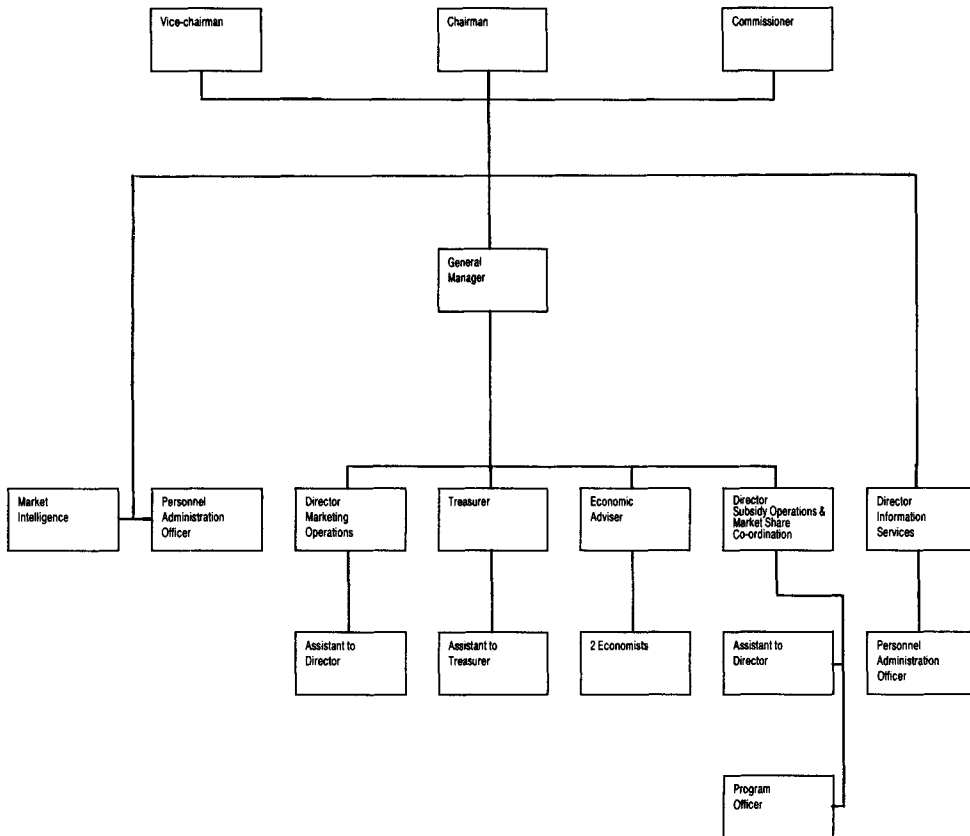 Vice-chairman
Chairman
Commissioner
General
Manager
Market
Intelligence
Personnel
Administration
Officer
Director
Marketing
Operations
Treasurer
Economic
Adviser
Director
Subsidy Operations &
Market Share
Co-ordination
Director
Information
Services
Assistant to
Director
Assistant to
Treasurer
2 Economists
Assistant to
Director
Personnel
Administration
Officer
Program
Officer